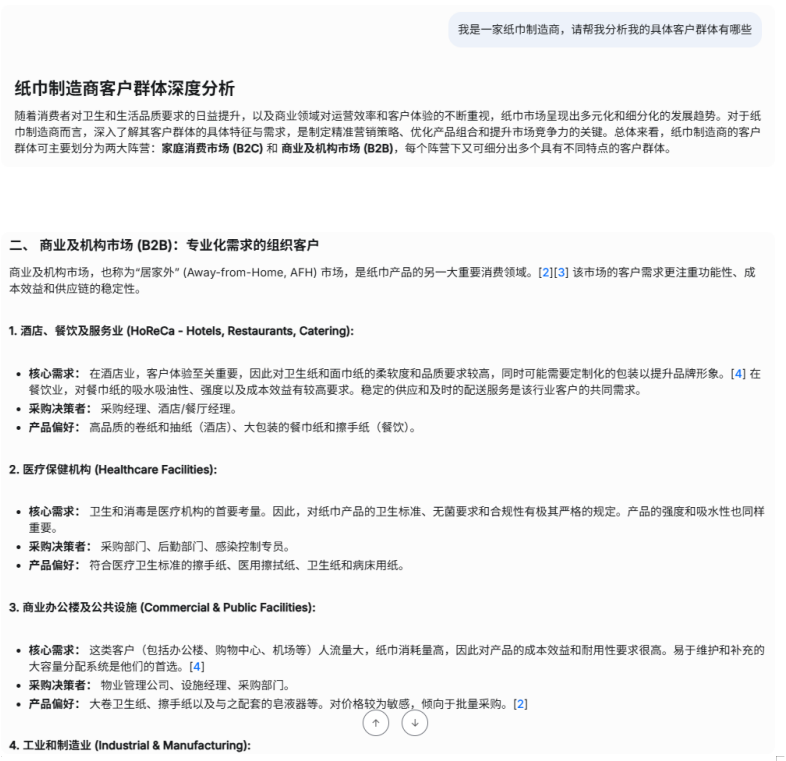 我是一家纸巾制造商，请帮我分析我的具体客户群体有哪些
纸巾制造商客户群体深度分析
随着消费者对卫生和生活品质要求的日益提升，以及商业领域对运营效率和客户体验的不断重视，纸巾市场呈现出多元化和细分化的发展趋势。对于纸
巾制造商而言，深入了解其客户群体的具体特征与需求，是制定精准营销策略、优化产品组合和提升市场竞争力的关键。总体来看，纸巾制造商的客户
群体可主要划分为两大阵营：家庭消费市场 (B2C) 和 商业及机构市场 (B2B)，每个阵营下又可细分出多个具有不同特点的客户群体。
二、 商业及机构市场 (B2B)：专业化需求的组织客户
商业及机构市场，也称为“居家外” (Away-from-Home, AFH) 市场，是纸巾产品的另一大重要消费领域。[2][3] 该市场的客户需求更注重功能性、成
本效益和供应链的稳定性。
1. 酒店、餐饮及服务业 (HoReCa - Hotels, Restaurants, Catering):
• 核心需求： 在酒店业，客户体验至关重要，因此对卫生纸和面巾纸的柔软度和品质要求较高，同时可能需要定制化的包装以提升品牌形象。[4] 在
餐饮业，对餐巾纸的吸水吸油性、强度以及成本效益有较高要求。稳定的供应和及时的配送服务是该行业客户的共同需求。
• 采购决策者： 采购经理、酒店/餐厅经理。
• 产品偏好： 高品质的卷纸和抽纸（酒店）、大包装的餐巾纸和擦手纸（餐饮）。
2. 医疗保健机构 (Healthcare Facilities):
• 核心需求： 卫生和消毒是医疗机构的首要考量。因此，对纸巾产品的卫生标准、无菌要求和合规性有极其严格的规定。产品的强度和吸水性也同样
重要。
• 采购决策者： 采购部门、后勤部门、感染控制专员。
• 产品偏好： 符合医疗卫生标准的擦手纸、医用擦拭纸、卫生纸和病床用纸。
3. 商业办公楼及公共设施 (Commercial & Public Facilities):
• 核心需求： 这类客户（包括办公楼、购物中心、机场等）人流量大，纸巾消耗量高，因此对产品的成本效益和耐用性要求很高。易于维护和补充的
大容量分配系统是他们的首选。[4]
• 采购决策者： 物业管理公司、设施经理、采购部门。
• 产品偏好： 大卷卫生纸、擦手纸以及与之配套的皂液器等。对价格较为敏感，倾向于批量采购。[2]
4. 工业和制造业 (Industrial & Manufacturing):